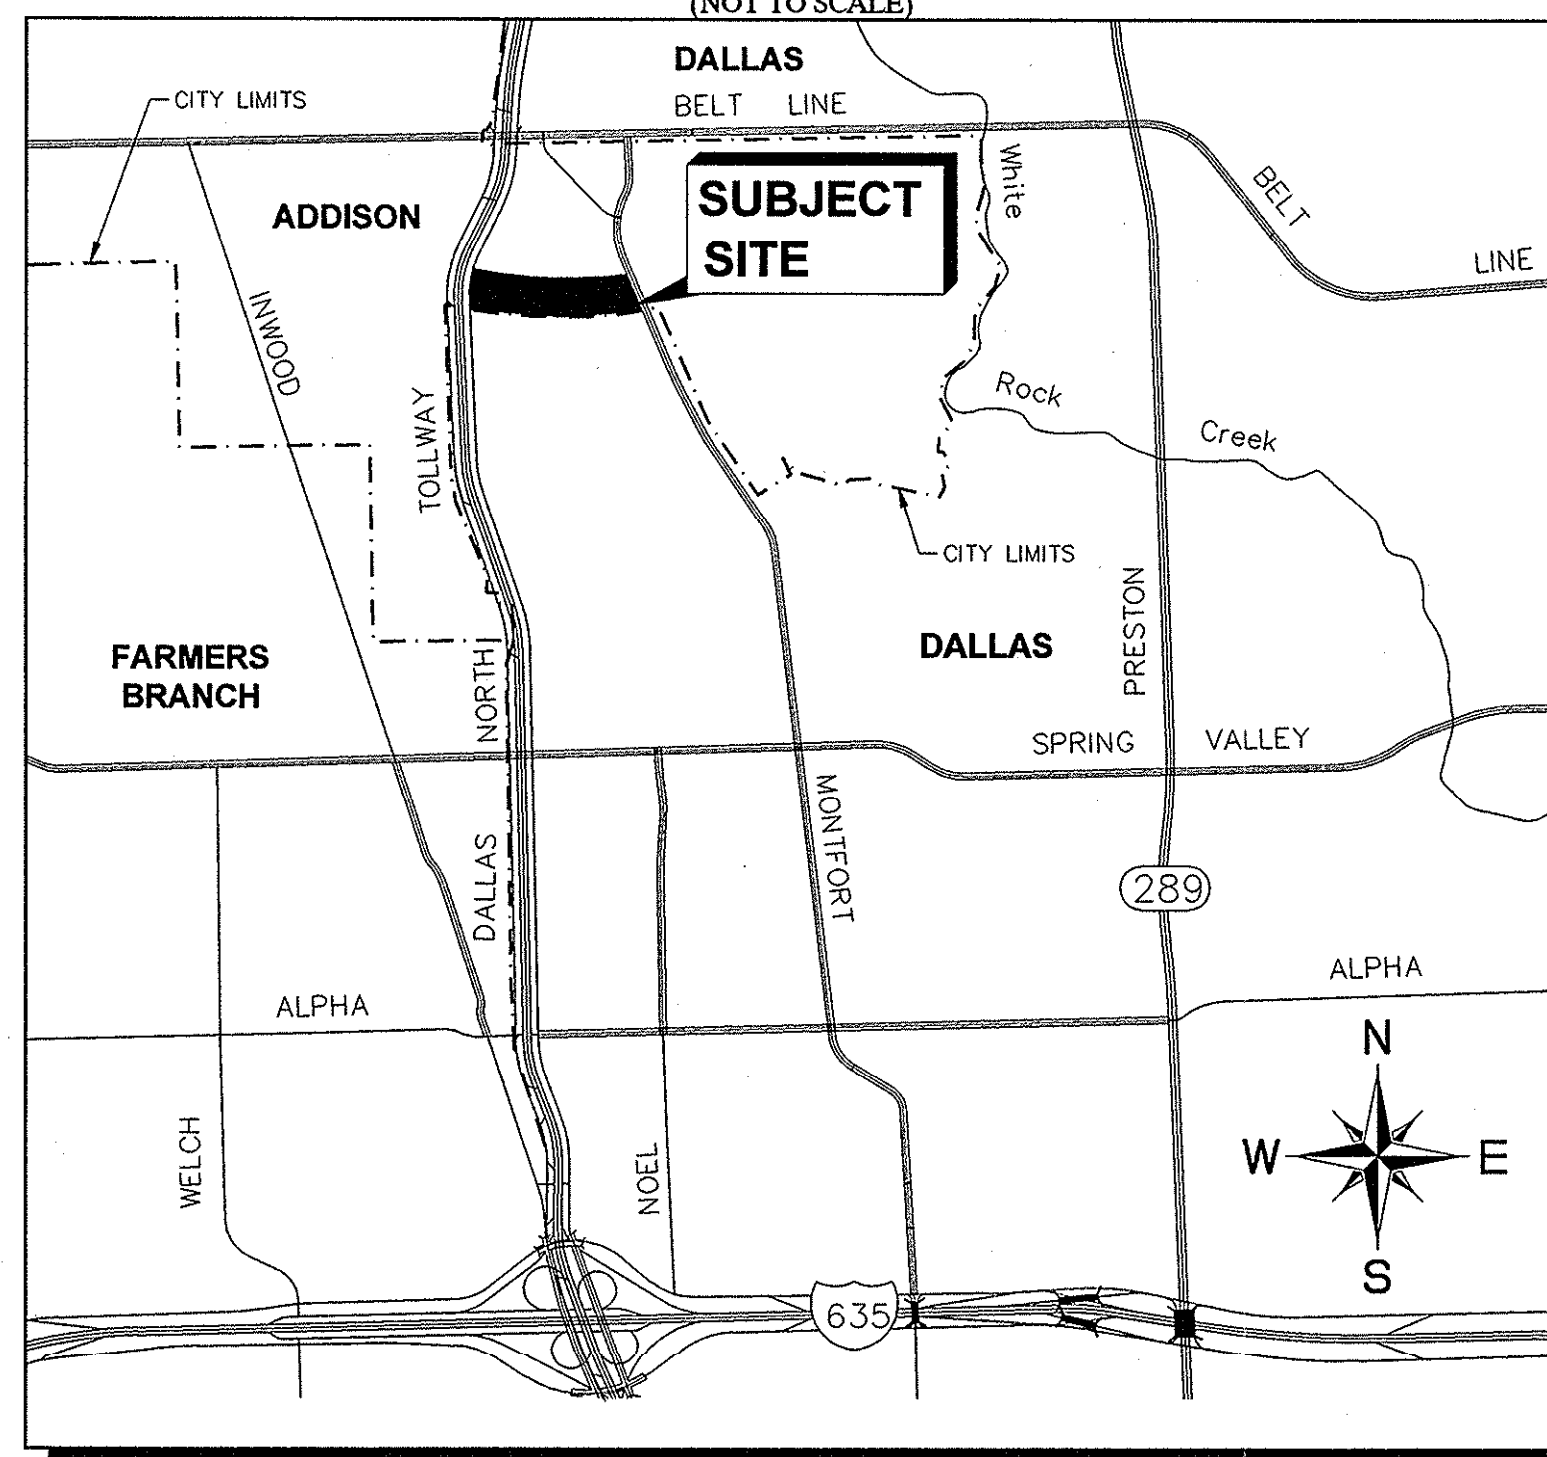 (NOT TO SCALE)
DALLAS
CITY LIMITS
BELT LINE
White
SUBJECT
SITE
ADDISON
BELT
LINE
INWOOD
TOLLWAY
Rock
Creek
CITY LIMITS
PRESTON
FARMERS
BRANCH
DALLAS
NORTH
SPRING VALLEY
MONTFORT
DALLAS
289
ALPHA
ALPHA
N
WELCH
NOEL
W
E
S
635